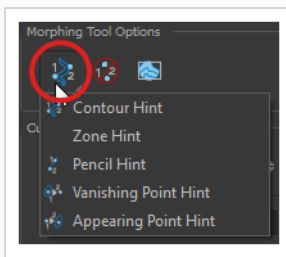 Morphing Tool Options
Contour Hint
Zone Hint
Pencil Hint
Vanishing Point Hint
Appearing Point Hint